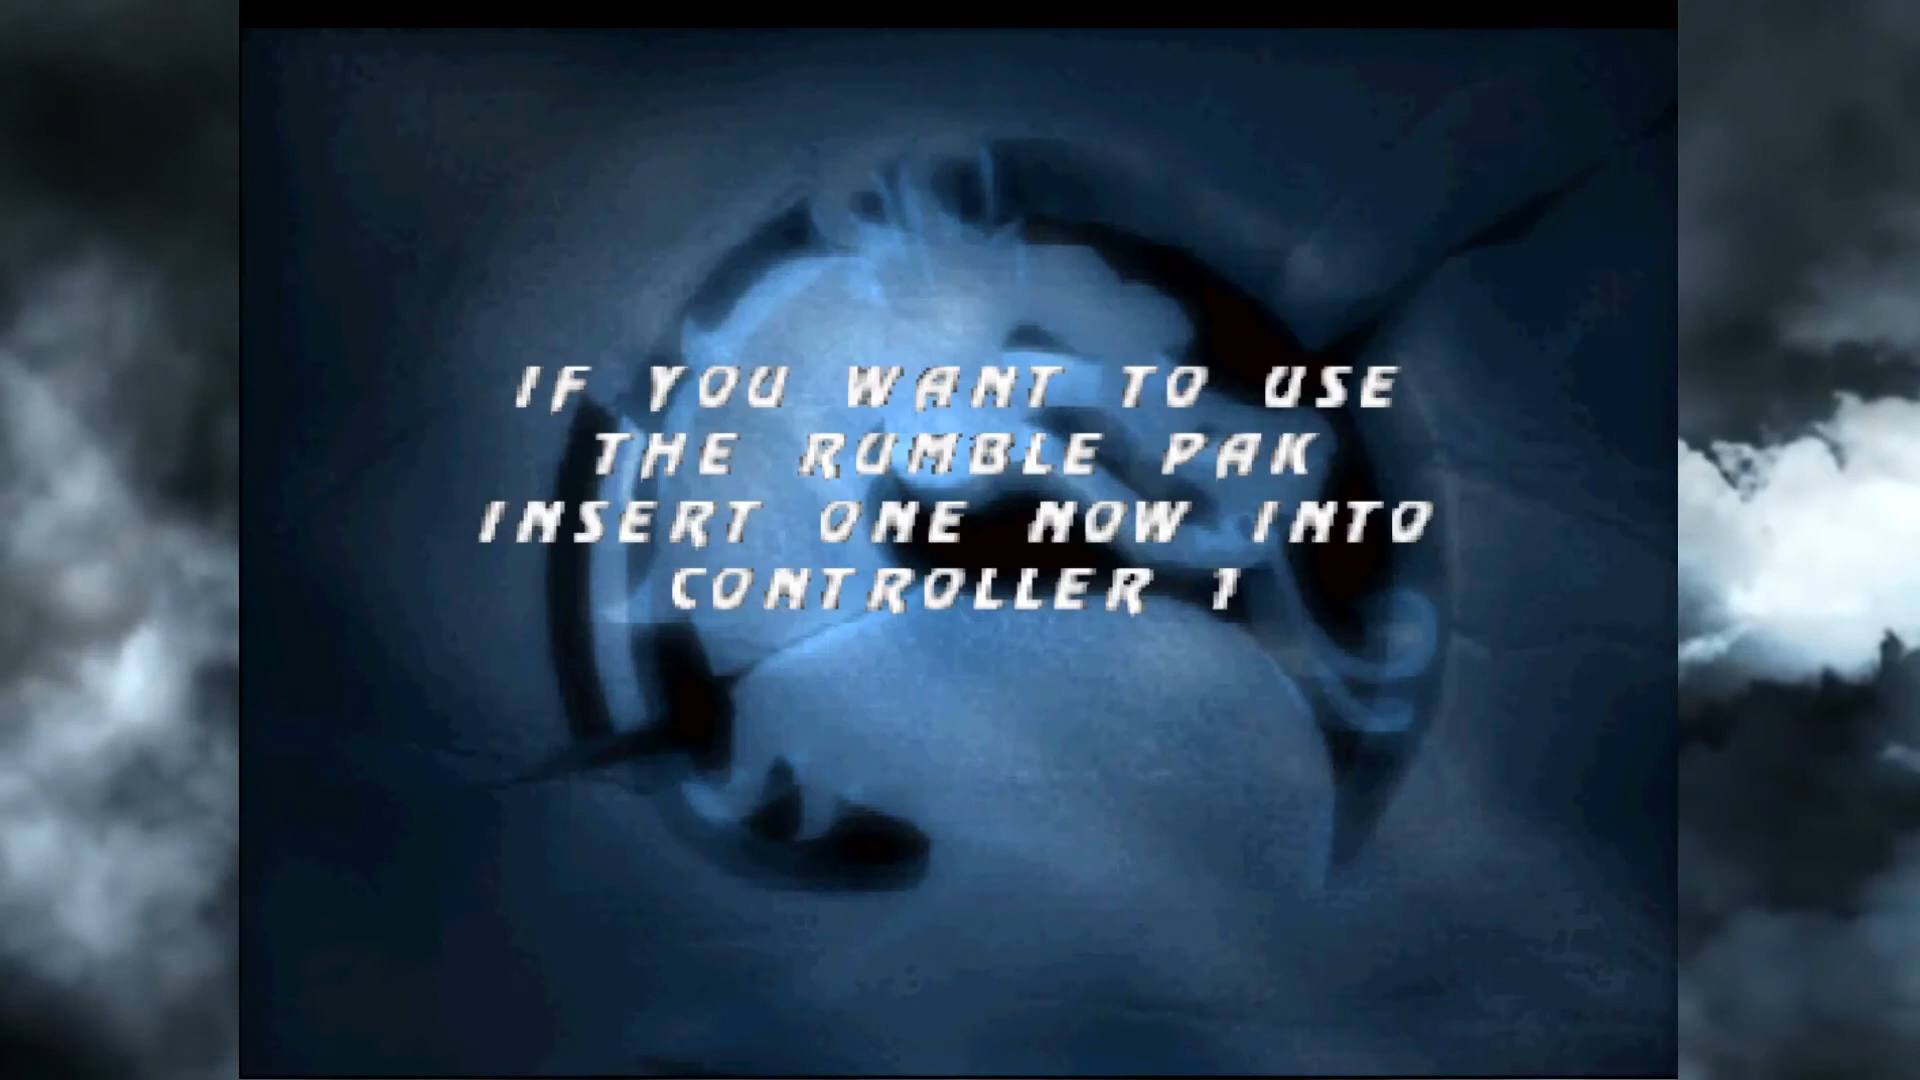 IF YOU WANT TO USE
THE RUMBLE PAK
INSERT ONE NOW INTO
CONTROLLER 1